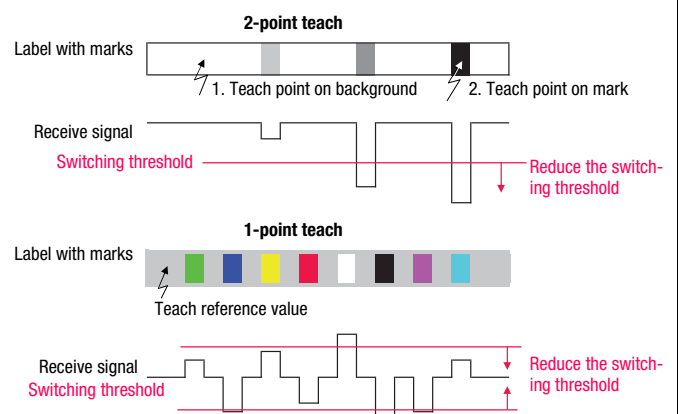 2-point teach
Label with marks
1. Teach point on background
2. Teach point on mark
Receive signal
Switching threshold
Reduce the switch-
ing threshold
1-point teach
Label with marks
Teach reference value
Receive signal
Switching threshold
Reduce the switch-
ing threshold